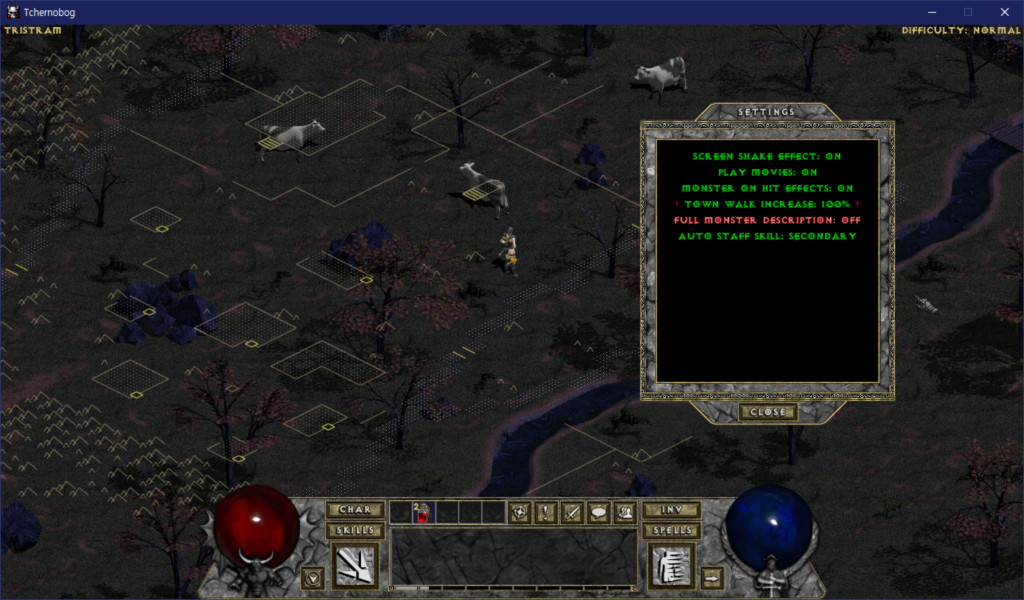 Tchernobog
TRISTRAM
DIFFICULTY: NORMAL
SETTINGS
SCREEN SHAKE EFFECT: ON
PLAY MOVIES: ON
MONSTER ON HIT EFFECTS: ON
TOWN WALK INCREASE: 100%
FULL MONSTER DESCRIPTION: OFF
AUTO STAFF SKILL: SECONDARY
CLOSE
CHAR
2
INV
SKILLS
SPELLS